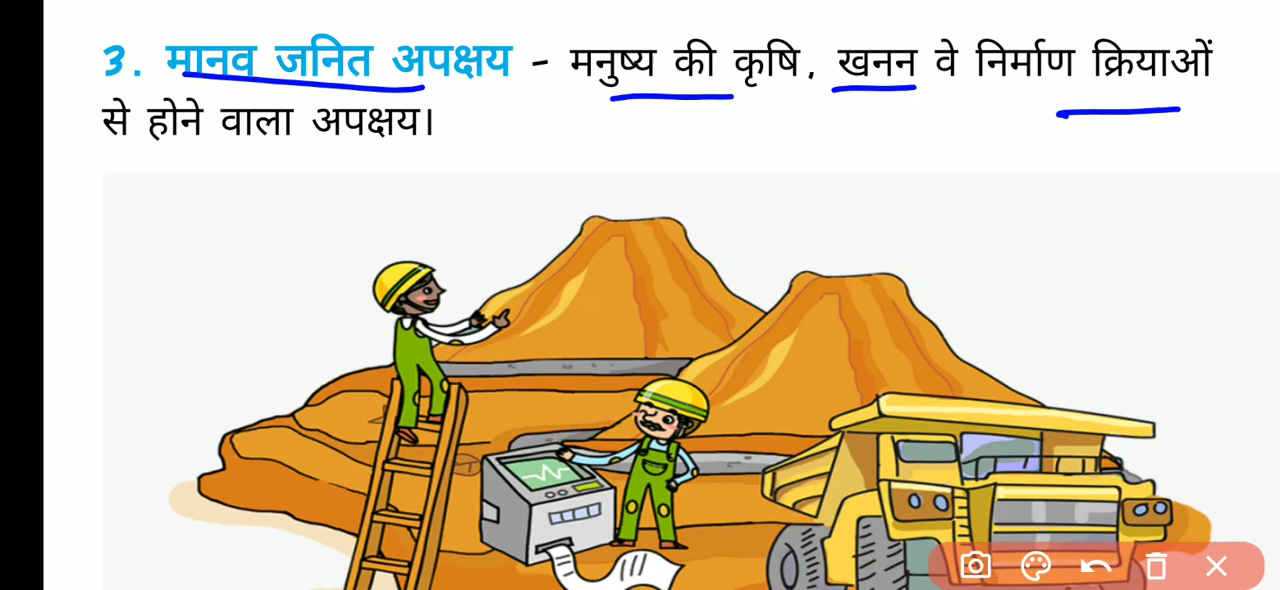 3. मानव जनित अपक्षय - मनुष्य की कृषि, खनन वे निर्माण क्रियाओं
से होने वाला अपक्षय।